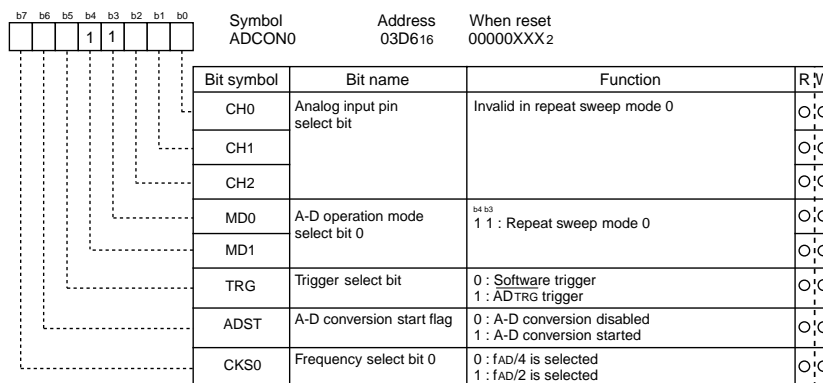 b7 b6 b5 b4 b3 b2 b1 b0
1 1
Symbol Address When reset
ADCON0 03D616 00000XXX2
Bit symbol Bit name Function R W
CH0 Analog input pin select bit Invalid in repeat sweep mode 0
CH1
CH2
MD0 A-D operation mode select bit 0
b4 b3
1 1 : Repeat sweep mode 0
MD1
TRG Trigger select bit 0 : Software trigger
1 : ADTRG trigger
ADST A-D conversion start flag 0 : A-D conversion disabled
1 : A-D conversion started
CKS0 Frequency select bit 0 0 : fAD/4 is selected
1 : fAD/2 is selected